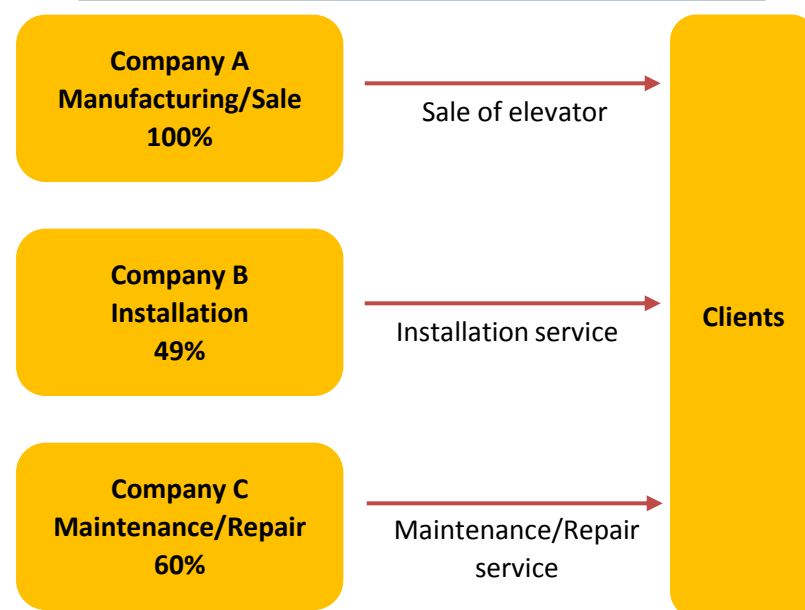 Company A
Manufacturing/Sale
100%
Sale of elevator
Company B
Installation
49%
Installation service
Clients
Company C
Maintenance/Repair
60%
Maintenance/Repair
service